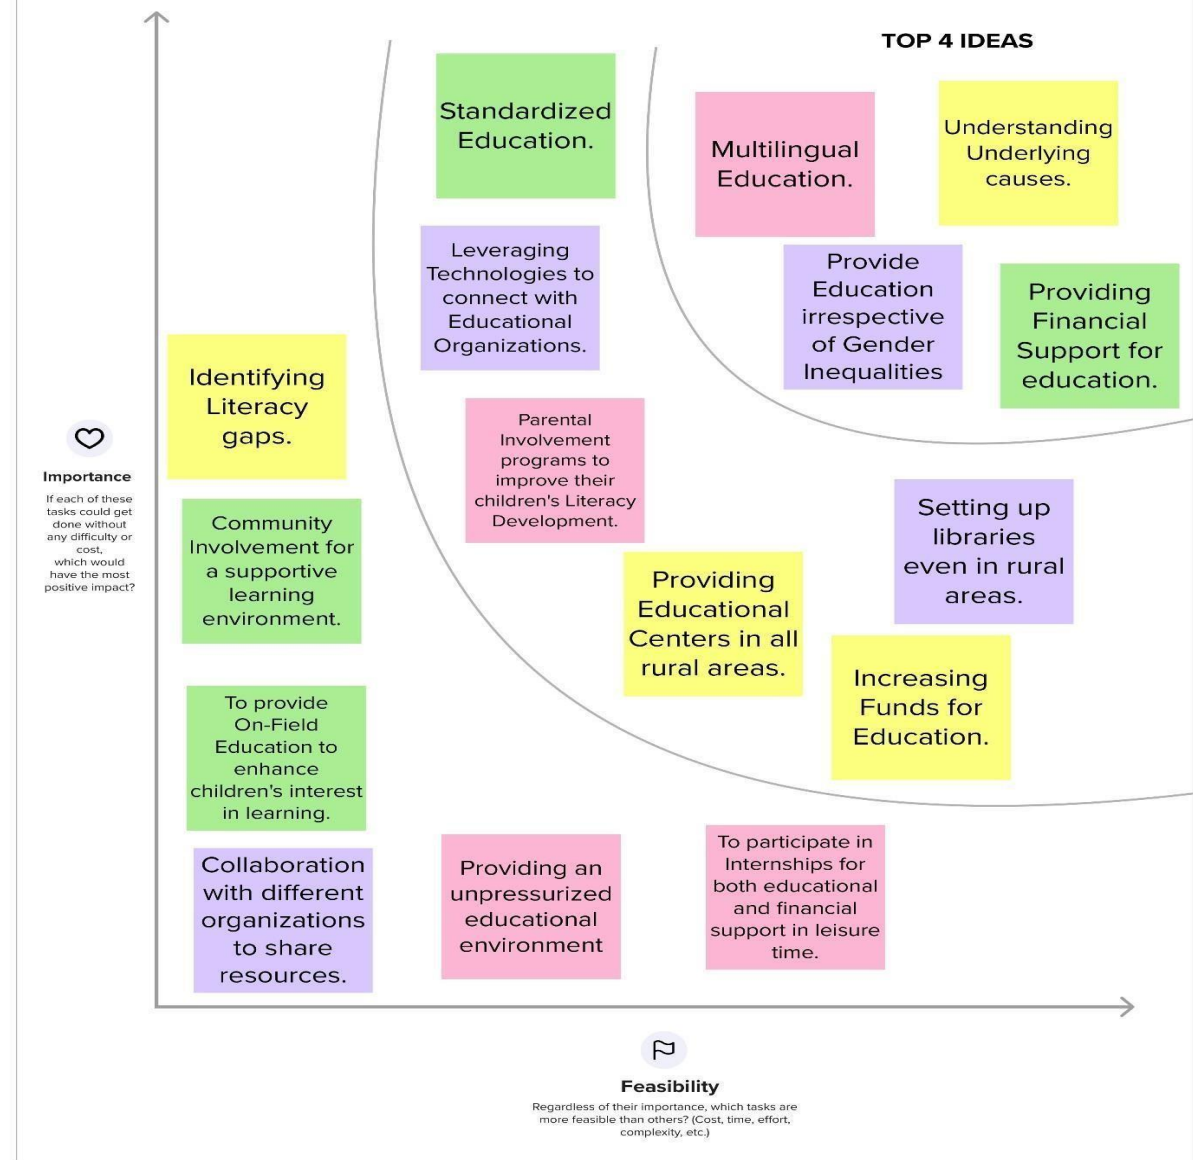 TOP 4 IDEAS
Standardized
Education.
Multilingual
Education.
Understanding
Underlying
causes.
Leveraging
Technologies to
connect with
Educational
Organizations.
Provide
Education
irrespective
of Gender
Inequalities
Providing
Financial
Support for
education.
Identifying
Literacy
gaps.
Parental
Involvement
programs to
improve their
children's Literacy
Development.
Importance
If each of these
tasks could get
done without
any difficulty or
cost,
which would
have the most
positive impact?
Community
Involvement for
a supportive
learning
environment.
Setting up
libraries
even in rural
areas.
Providing
Educational
Centers in all
rural areas.
Increasing
Funds for
Education.
To provide
On-Field
Education to
enhance
children's interest
in learning.
Collaboration
with different
organizations
to share
resources.
Providing an
unpressurized
educational
environment
To participate in
Internships for
both educational
and financial
support in leisure
time.
Feasibility
Regardless of their importance, which tasks are
more feasible than others? (Cost, time, effort,
complexity, etc.)